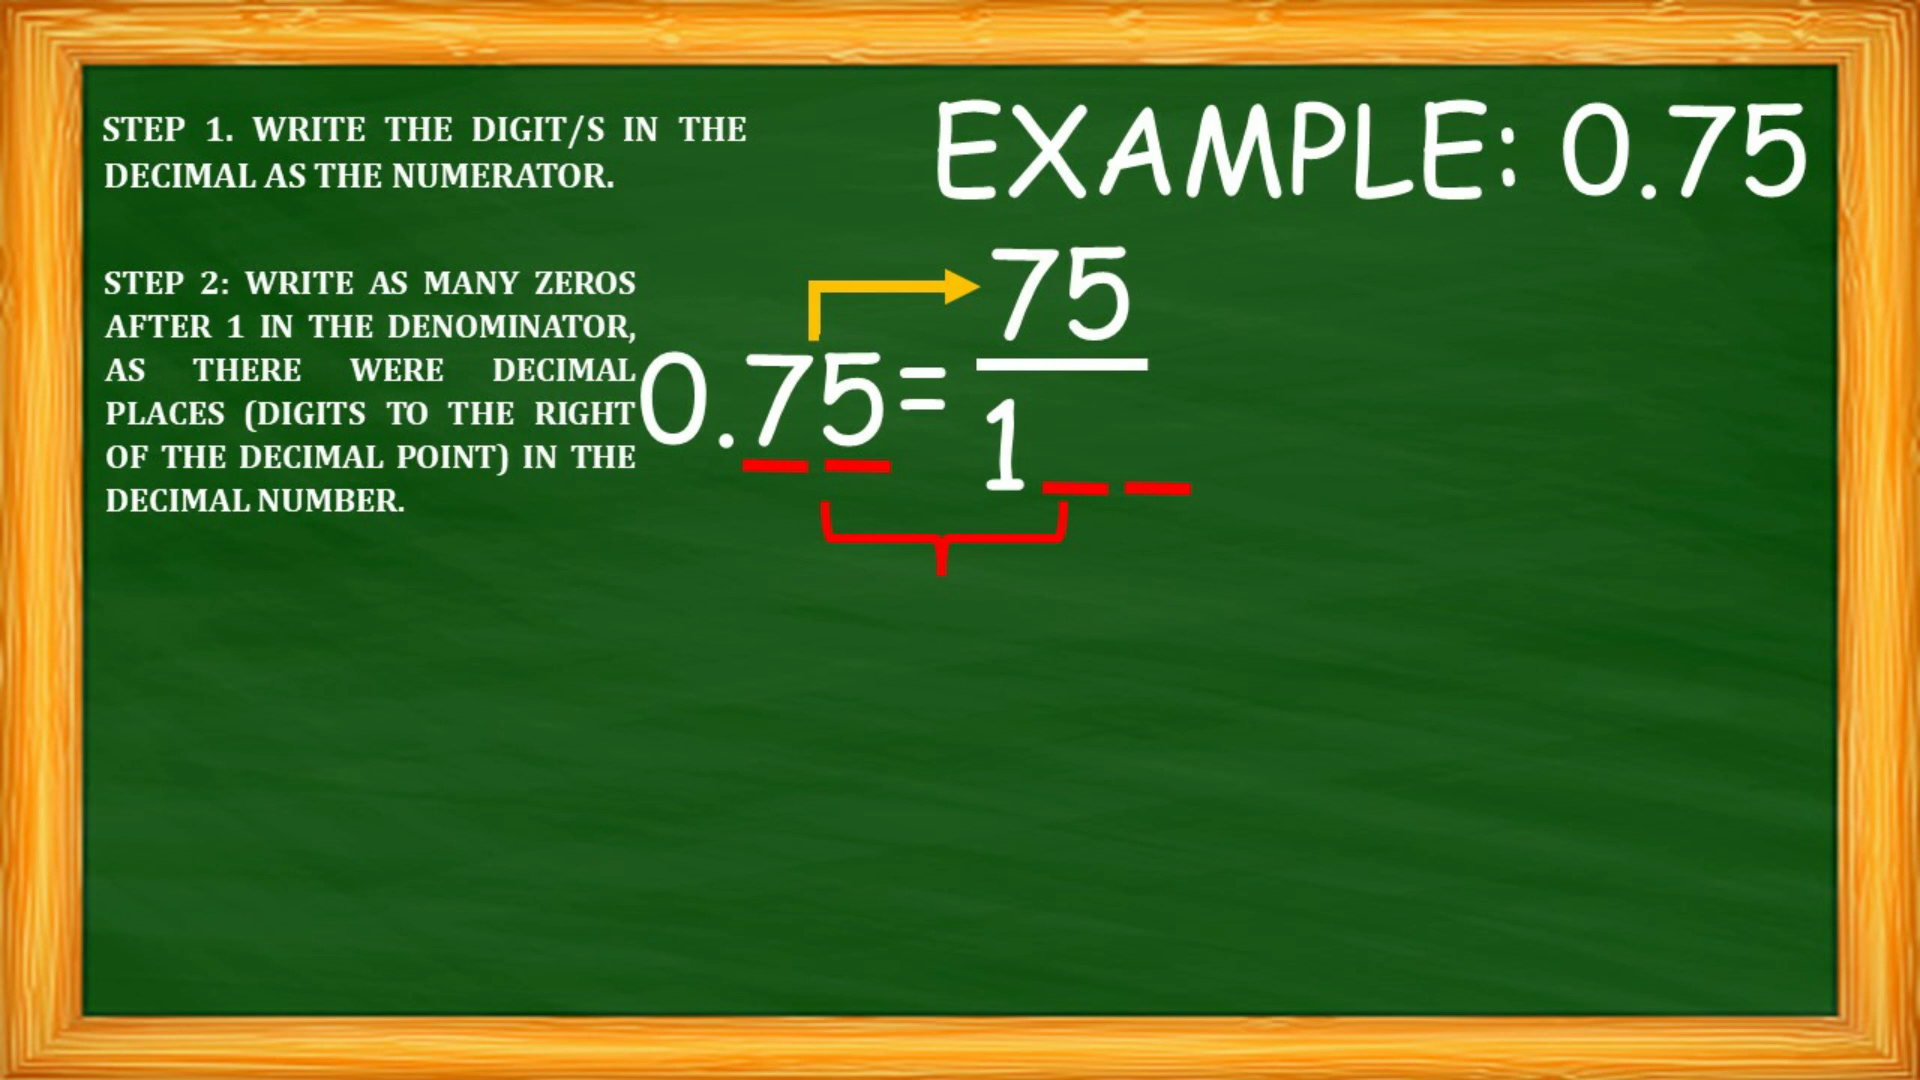 STEP 1. WRITE THE DIGIT/S IN THE
DECIMAL AS THE NUMERATOR.
EXAMPLE: 0.75
STEP 2: WRITE AS MANY ZEROS
AFTER 1 IN THE DENOMINATOR,
AS THERE WERE DECIMAL
PLACES (DIGITS TO THE RIGHT
OF THE DECIMAL POINT) IN THE
DECIMAL NUMBER.
75
0.75=
1